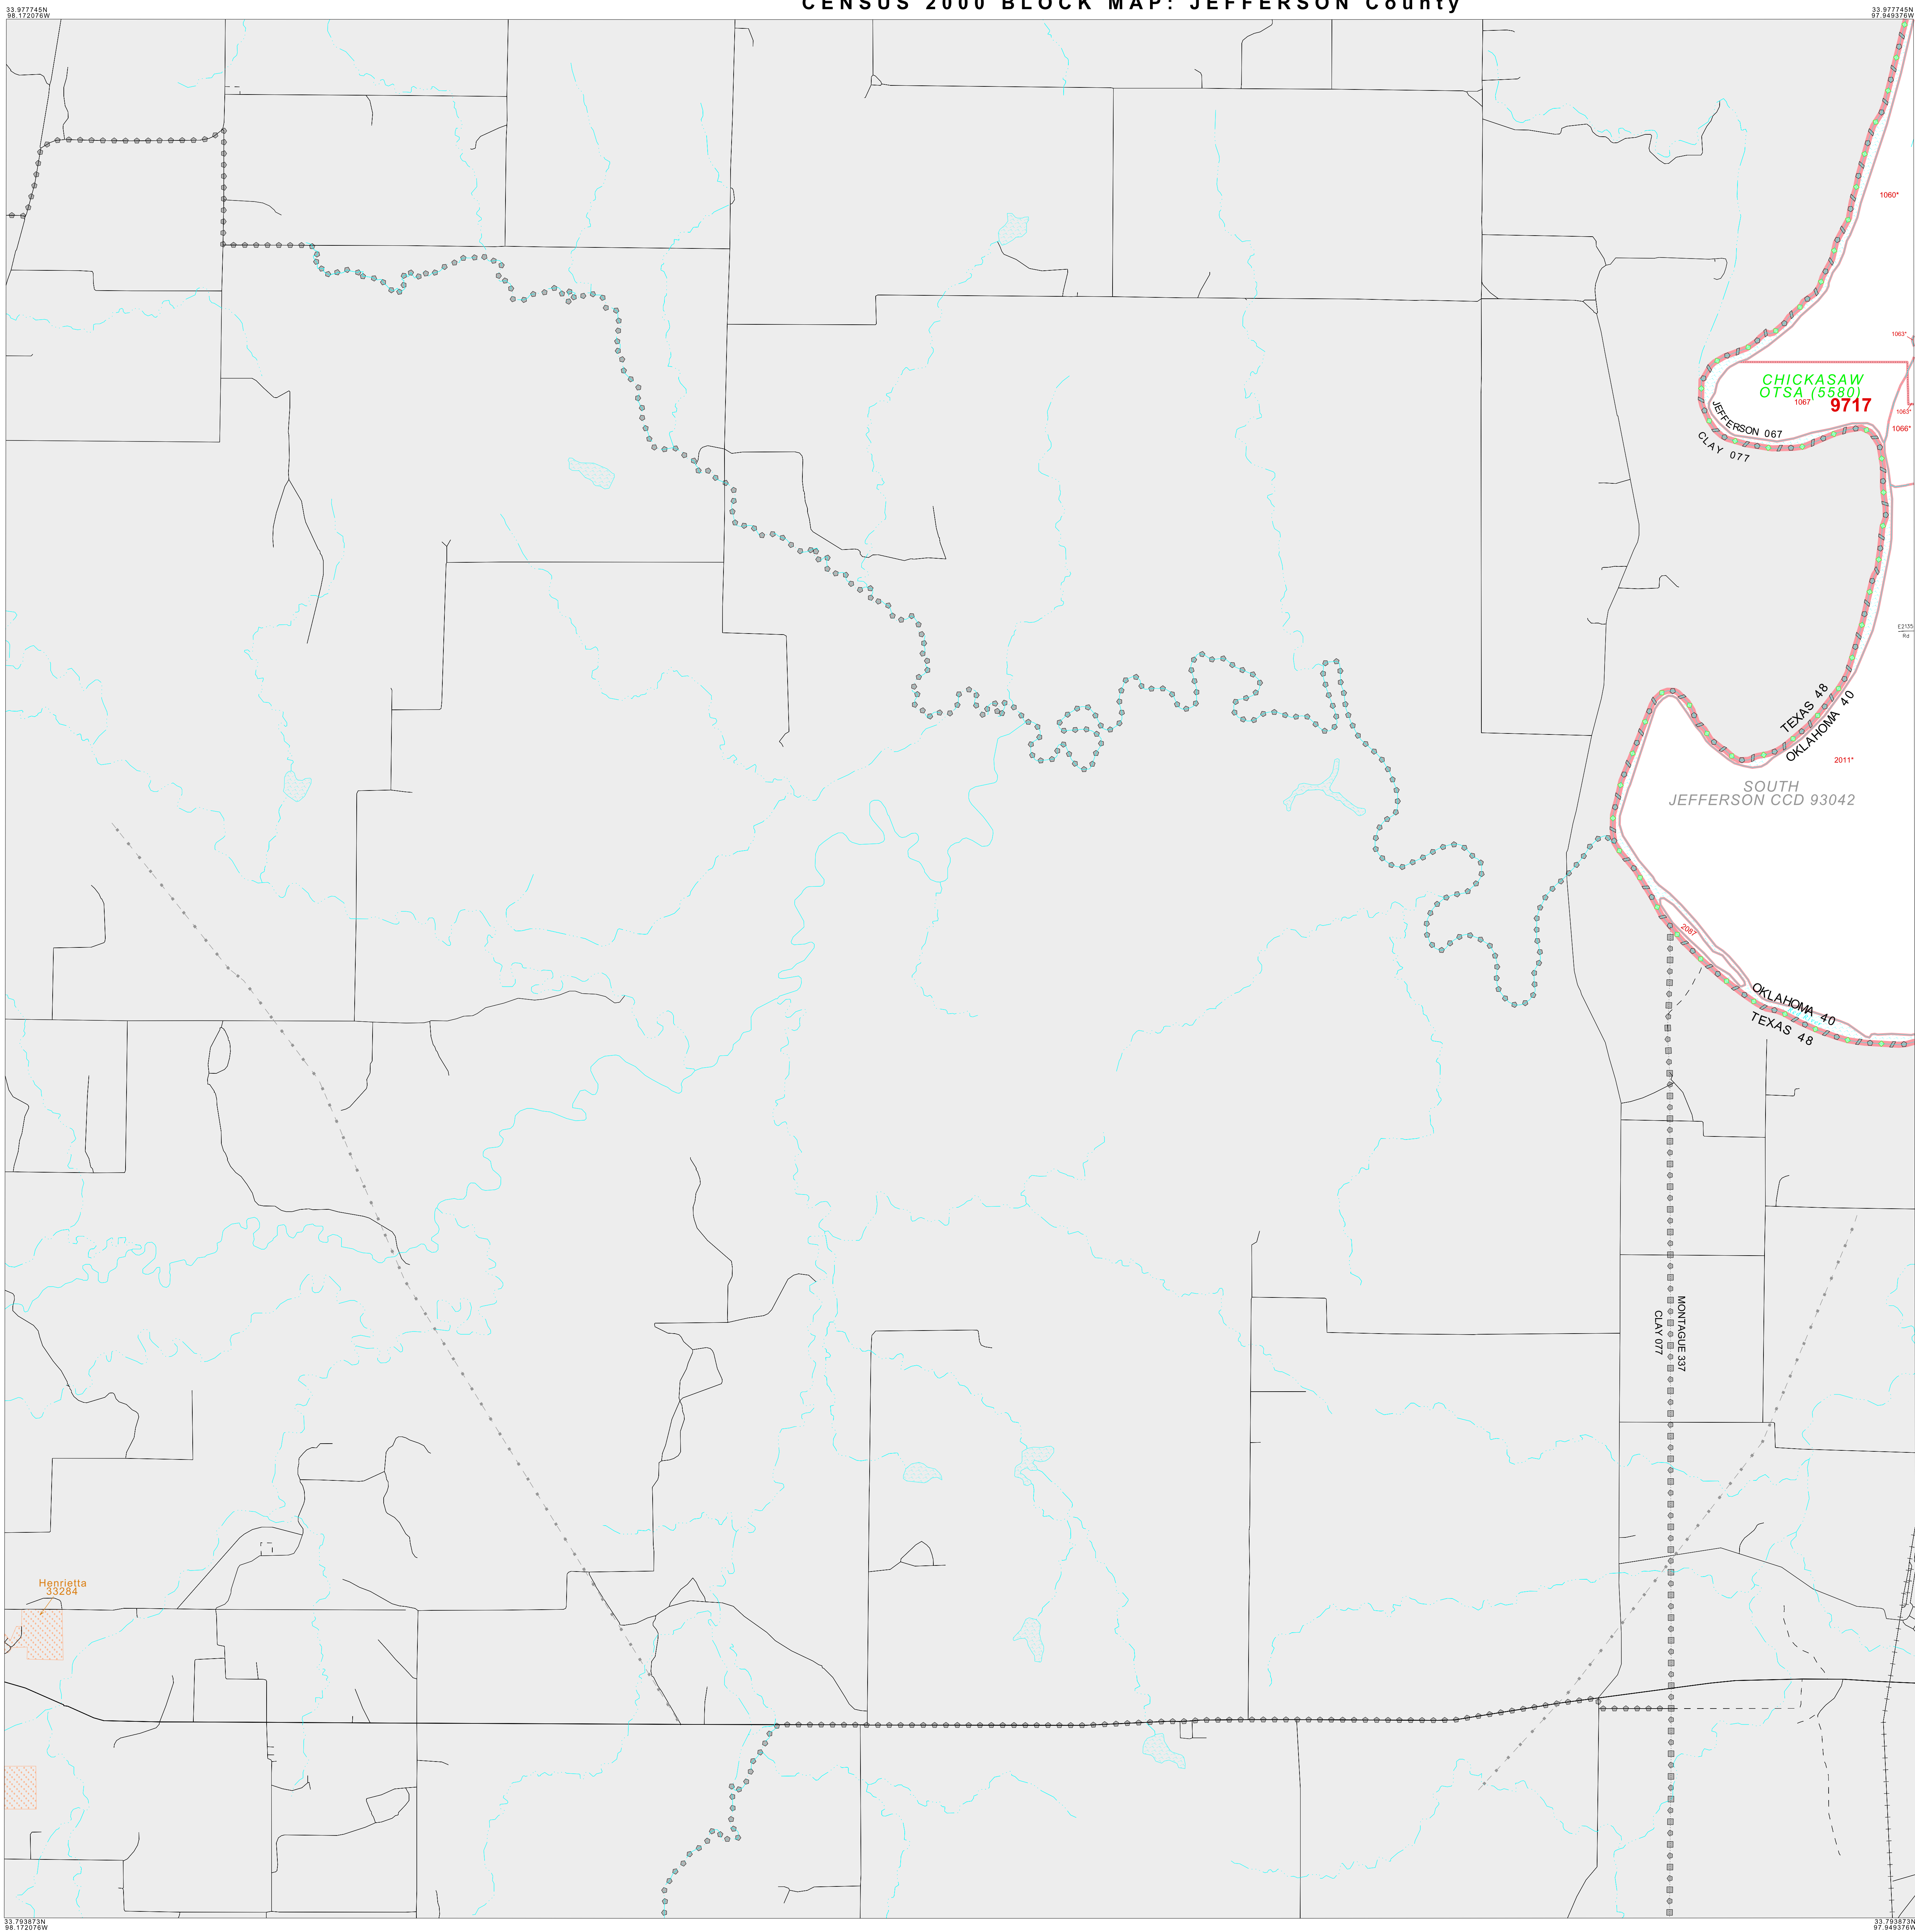 CENSUS 2000 BLOCK MAP: JEFFERSON County
33.977745N
98.172076W
33.977745N
97.949376W
1060*
1063*
CHICKASAW
OTSA (5580)
1067
9717
1063*
1066*
JEFFERSON 067
CLAY 077
E2135
Rd
TEXAS 48
OKLAHOMA 40
2011*
SOUTH
JEFFERSON CCD 93042
2087
OKLAHOMA 40
TEXAS 48
MONTAGUE 337
CLAY 077
Henrietta
33284
33.793873N
98.172076W
33.793873N
97.949376W